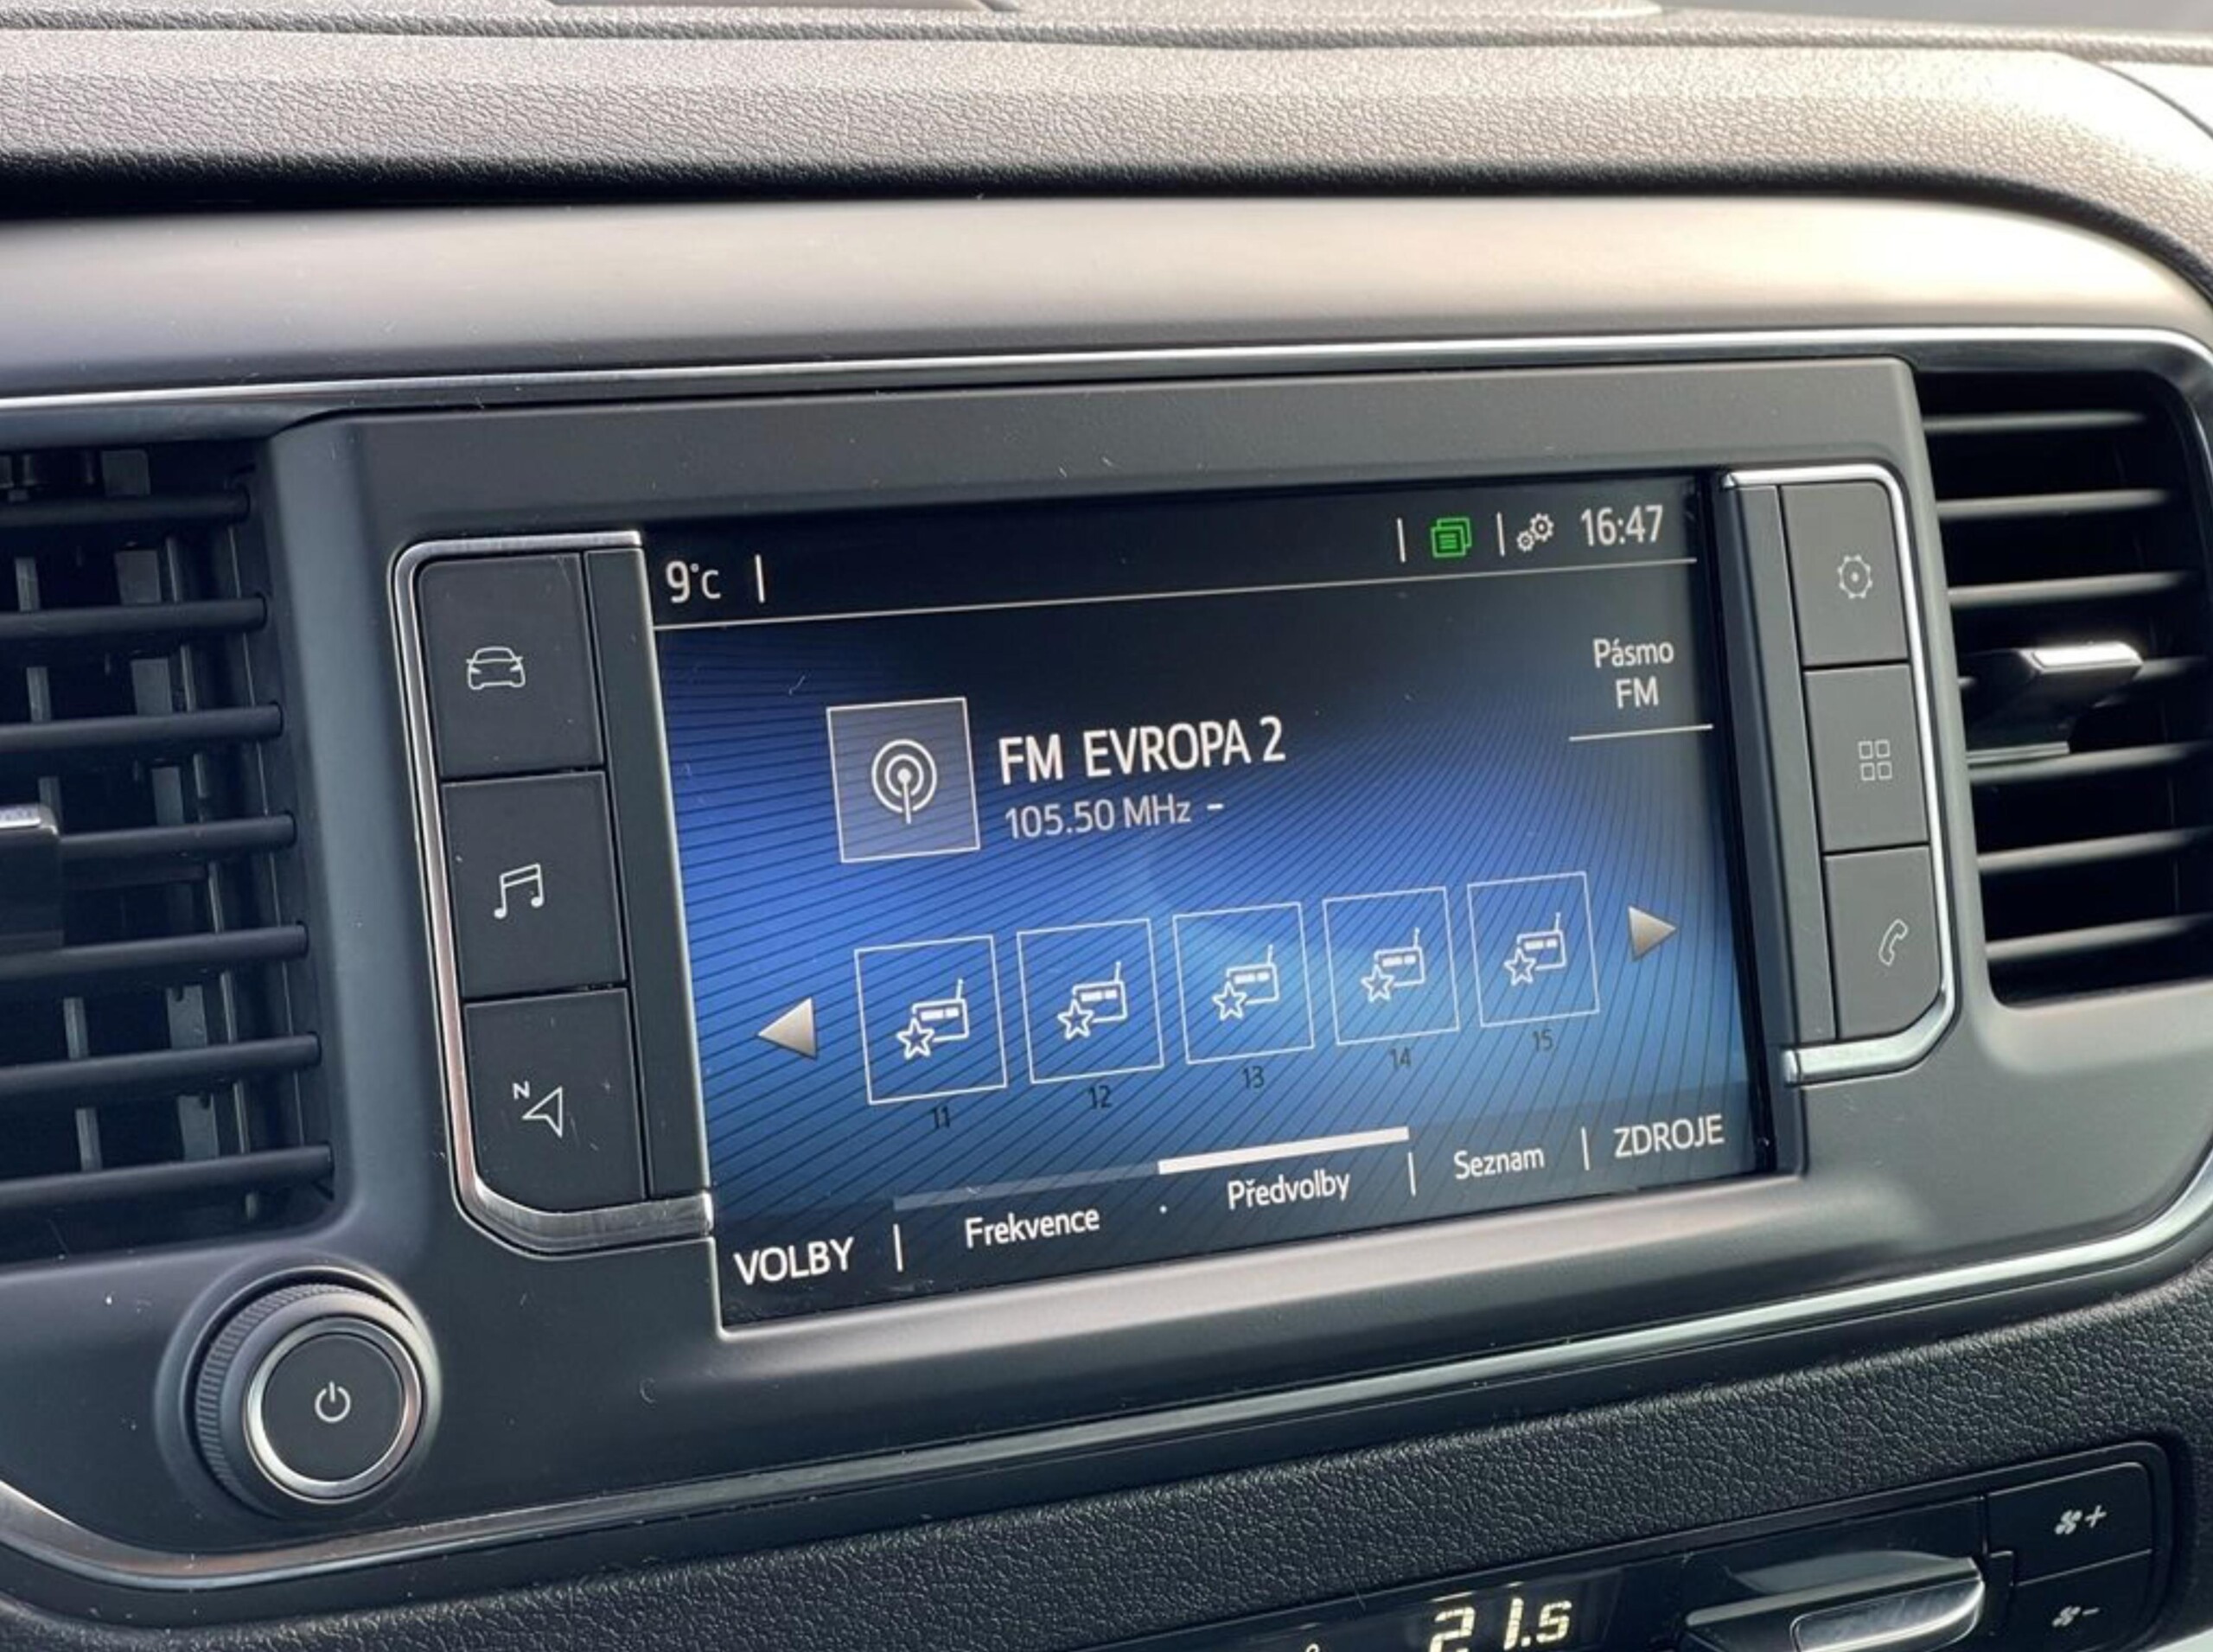 9°C
16:47
Pásmo
FM
FM EVROPA 2
105.50 MHz -
11 12 13 14 15
VOLBY Frekvence Předvolby Seznam ZDROJE
N
21.5
+
-